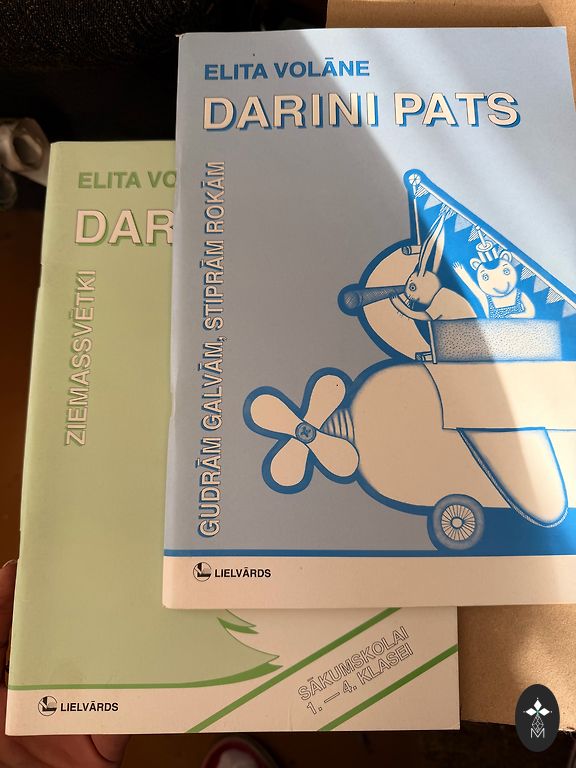 ELITA VOLĀNE
DARINI PATS
GUDRĀM GALVĀM, STIPRĀM ROKĀM
LIELVĀRDS
ELITA VO
DAR
ZIEMASSVĒTKI
SĀKUMSKOLAI
1. — 4. KLASEI
LIELVĀRDS